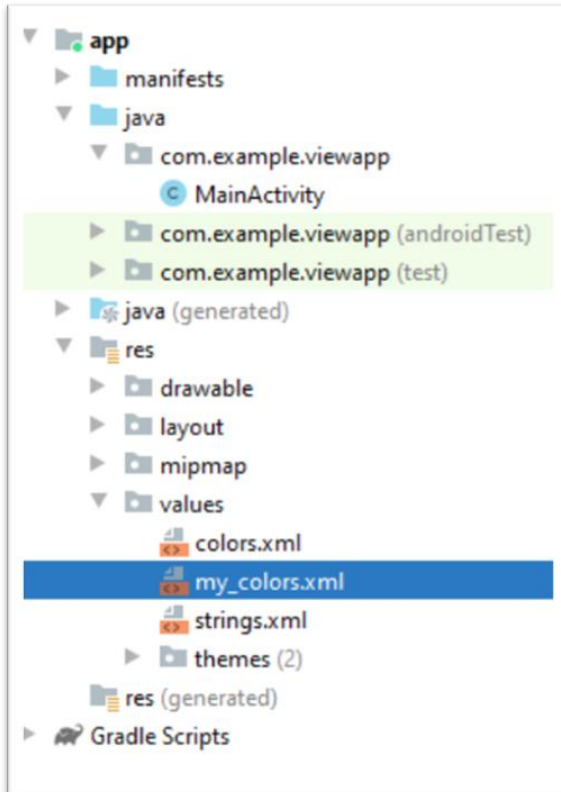 app
manifests
java
com.example.viewapp
C MainActivity
com.example.viewapp (androidTest)
com.example.viewapp (test)
java (generated)
res
drawable
layout
mipmap
values
colors.xml
my_colors.xml
strings.xml
themes (2)
res (generated)
Gradle Scripts